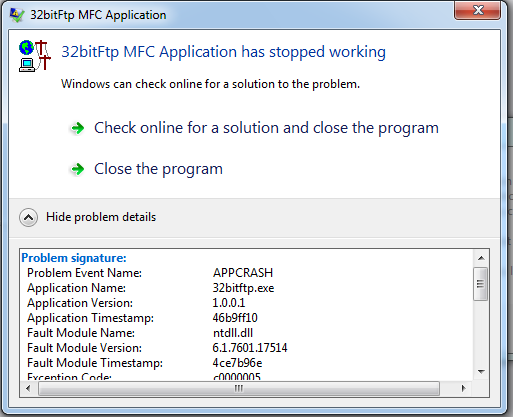 32bitFtp MFC Application
32bitFtp MFC Application has stopped working
Windows can check online for a solution to the problem.
Check online for a solution and close the program
Close the program
Hide problem details
Problem signature:
Problem Event Name: APPCRASH
Application Name: 32bitftp.exe
Application Version: 1.0.0.1
Application Timestamp: 46b9ff10
Fault Module Name: ntdll.dll
Fault Module Version: 6.1.7601.17514
Fault Module Timestamp: 4ce7b96e
Exception Code: c0000005